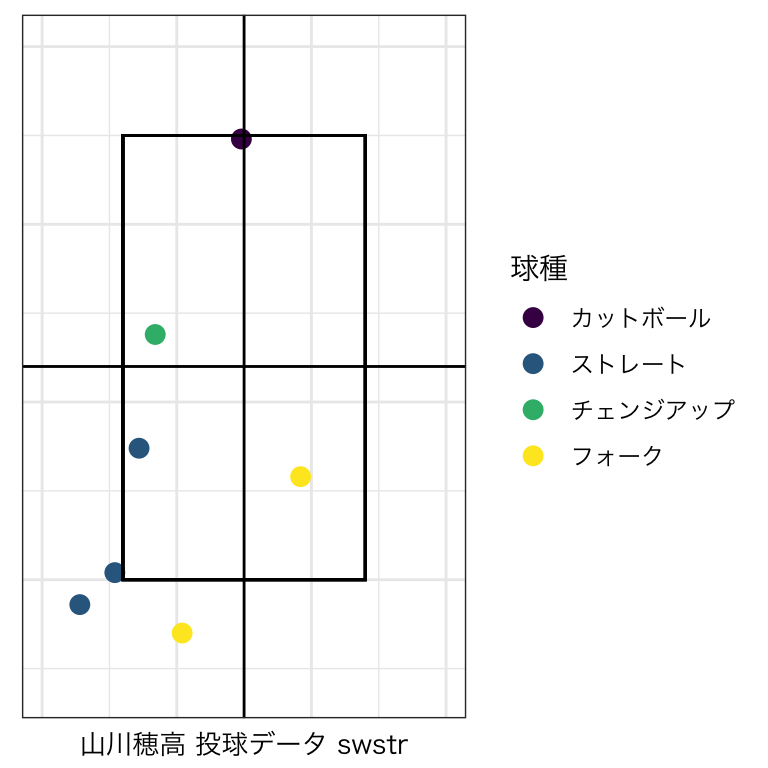 球種
カットボール
ストレート
チェンジアップ
フォーク
山川穂高 投球データ swstr